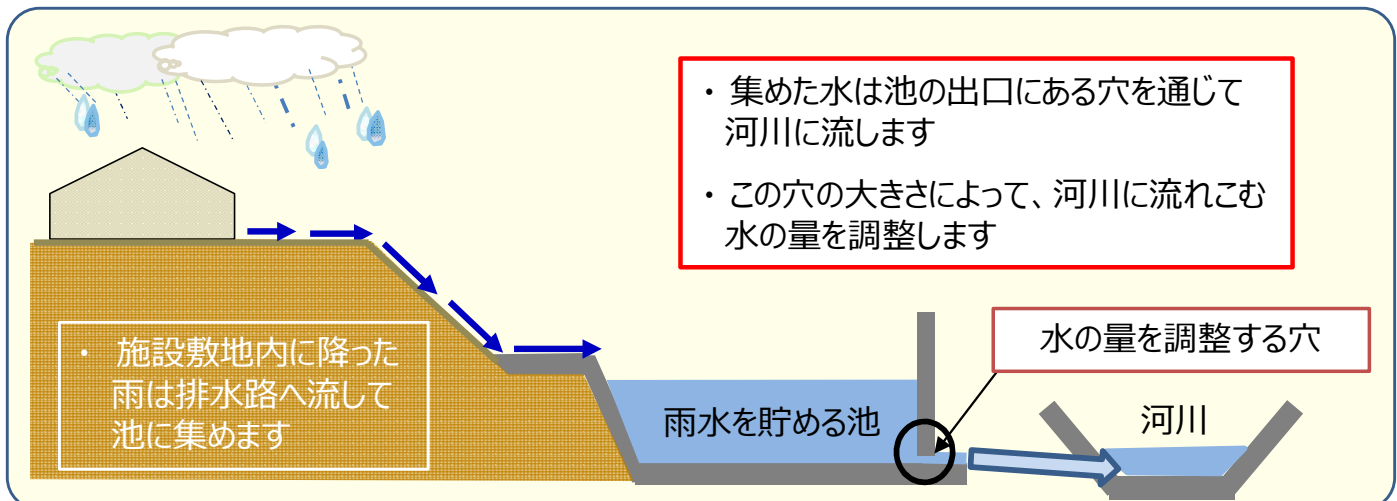 ・ 集めた水は池の出口にある穴を通じて
河川に流します
・ この穴の大きさによって、河川に流れこむ
水の量を調整します
・ 施設敷地内に降った
雨は排水路へ流して
池に集めます
水の量を調整する穴
雨水を貯める池
河川